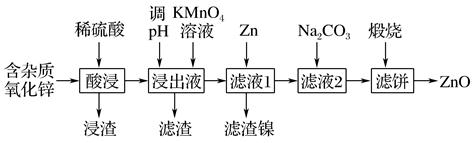 稀硫酸
调
pH
KMnO₄
溶液
Zn
Na₂CO₃
煅烧
含杂质
氧化锌
酸浸
浸出液
滤液1
滤液2
滤饼
ZnO
浸渣
滤渣
滤渣镍